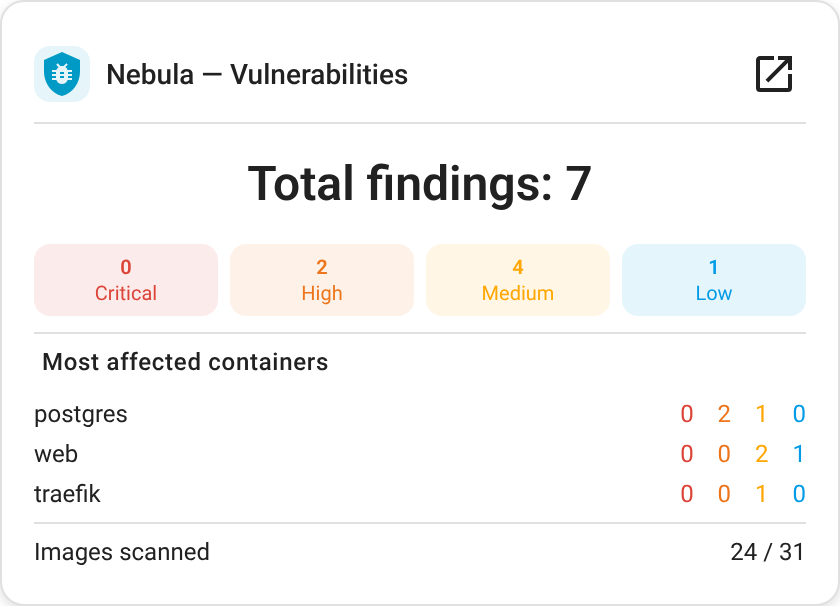 Nebula — Vulnerabilities
Total findings: 7
0 2 4 1
Critical High Medium Low
Most affected containers
postgres 0 2 1 0
web 0 0 2 1
traefik 0 0 1 0
Images scanned 24 / 31